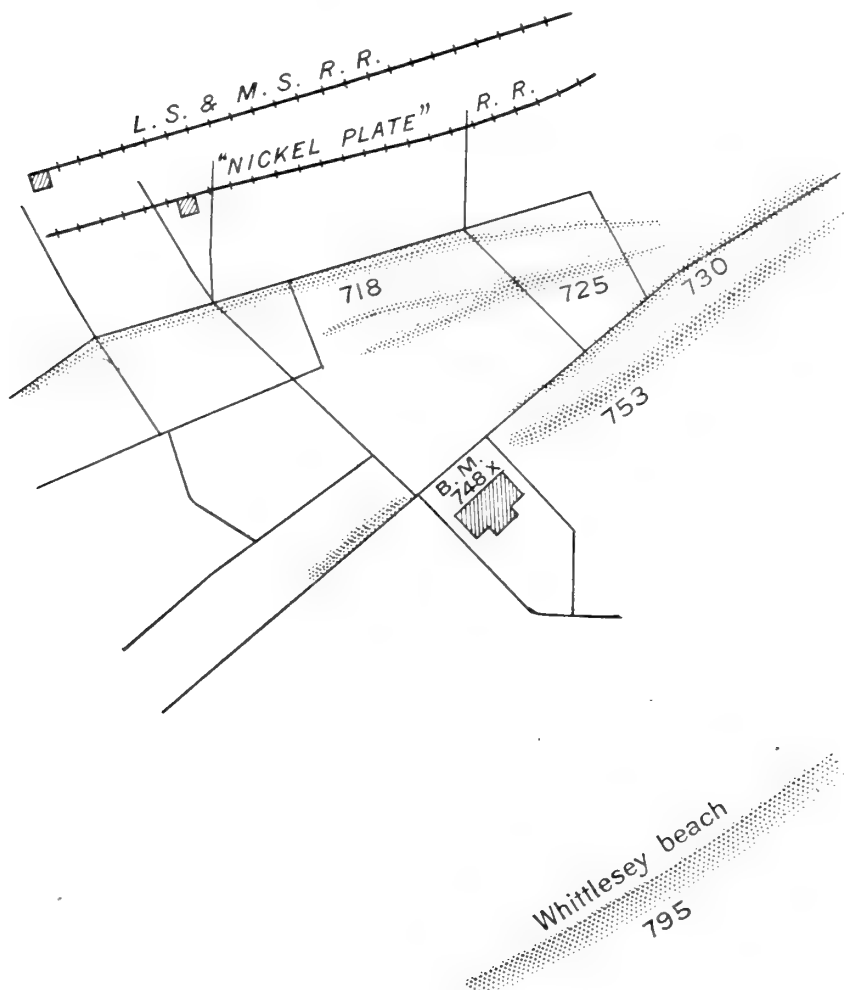 L. S. & M. S. R. R.
"NICKEL PLATE" R. R.
718
725
730
753
B. M.
748 x
Whittlesey beach
795